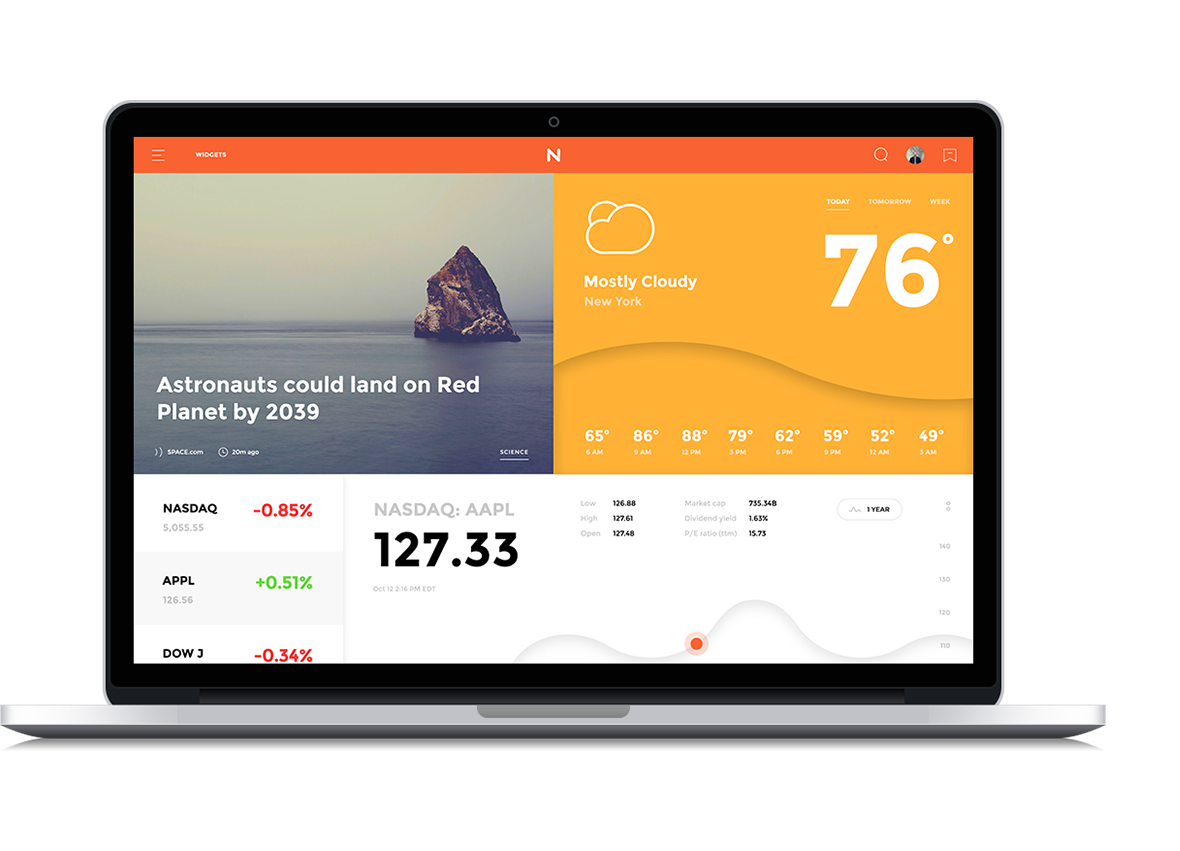 WIDGETS
N
Astronauts could land on Red
Planet by 2039
SPACE.com 20m ago SCIENCE
TODAY TOMORROW WEEK
76°
Mostly Cloudy
New York
65° 86° 88° 79° 62° 59° 52° 49°
6 AM 9 AM 12 PM 3 PM 6 PM 9 PM 12 AM 3 AM
NASDAQ -0.85%
5,055.55
APPL +0.51%
126.56
DOW J -0.34%
NASDAQ: AAPL
127.33
Oct 12 2:16 PM EDT
Low 126.88
High 127.61
Open 127.48
Market cap 735.34B
Dividend yield 1.63%
P/E ratio (ttm) 15.73
1 YEAR
140
130
120
110